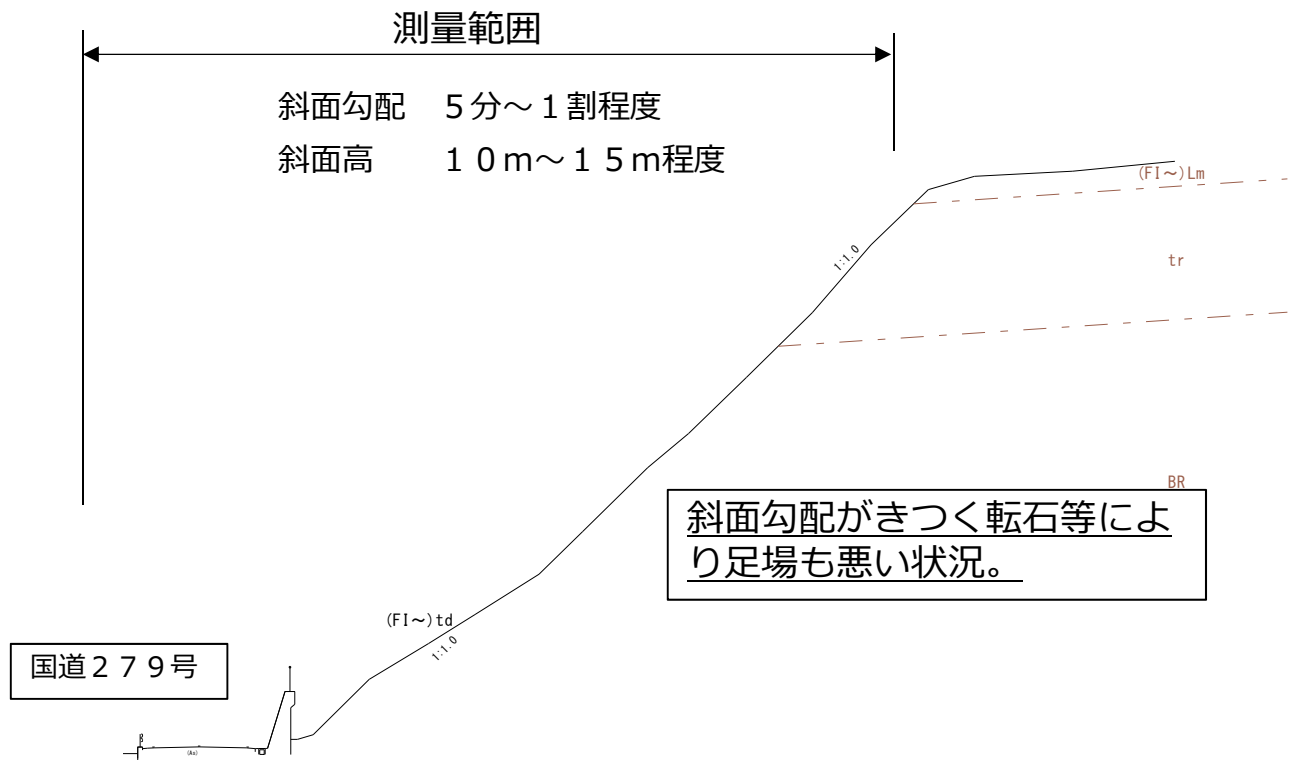 測量範囲
斜面勾配　５分～１割程度
斜面高　　１０ｍ～１５ｍ程度
(FI～)Lm
1:1.0
tr
BR
斜面勾配がきつく転石等によ
り足場も悪い状況。
(FI～)td
1:1.0
国道２７９号
(As)